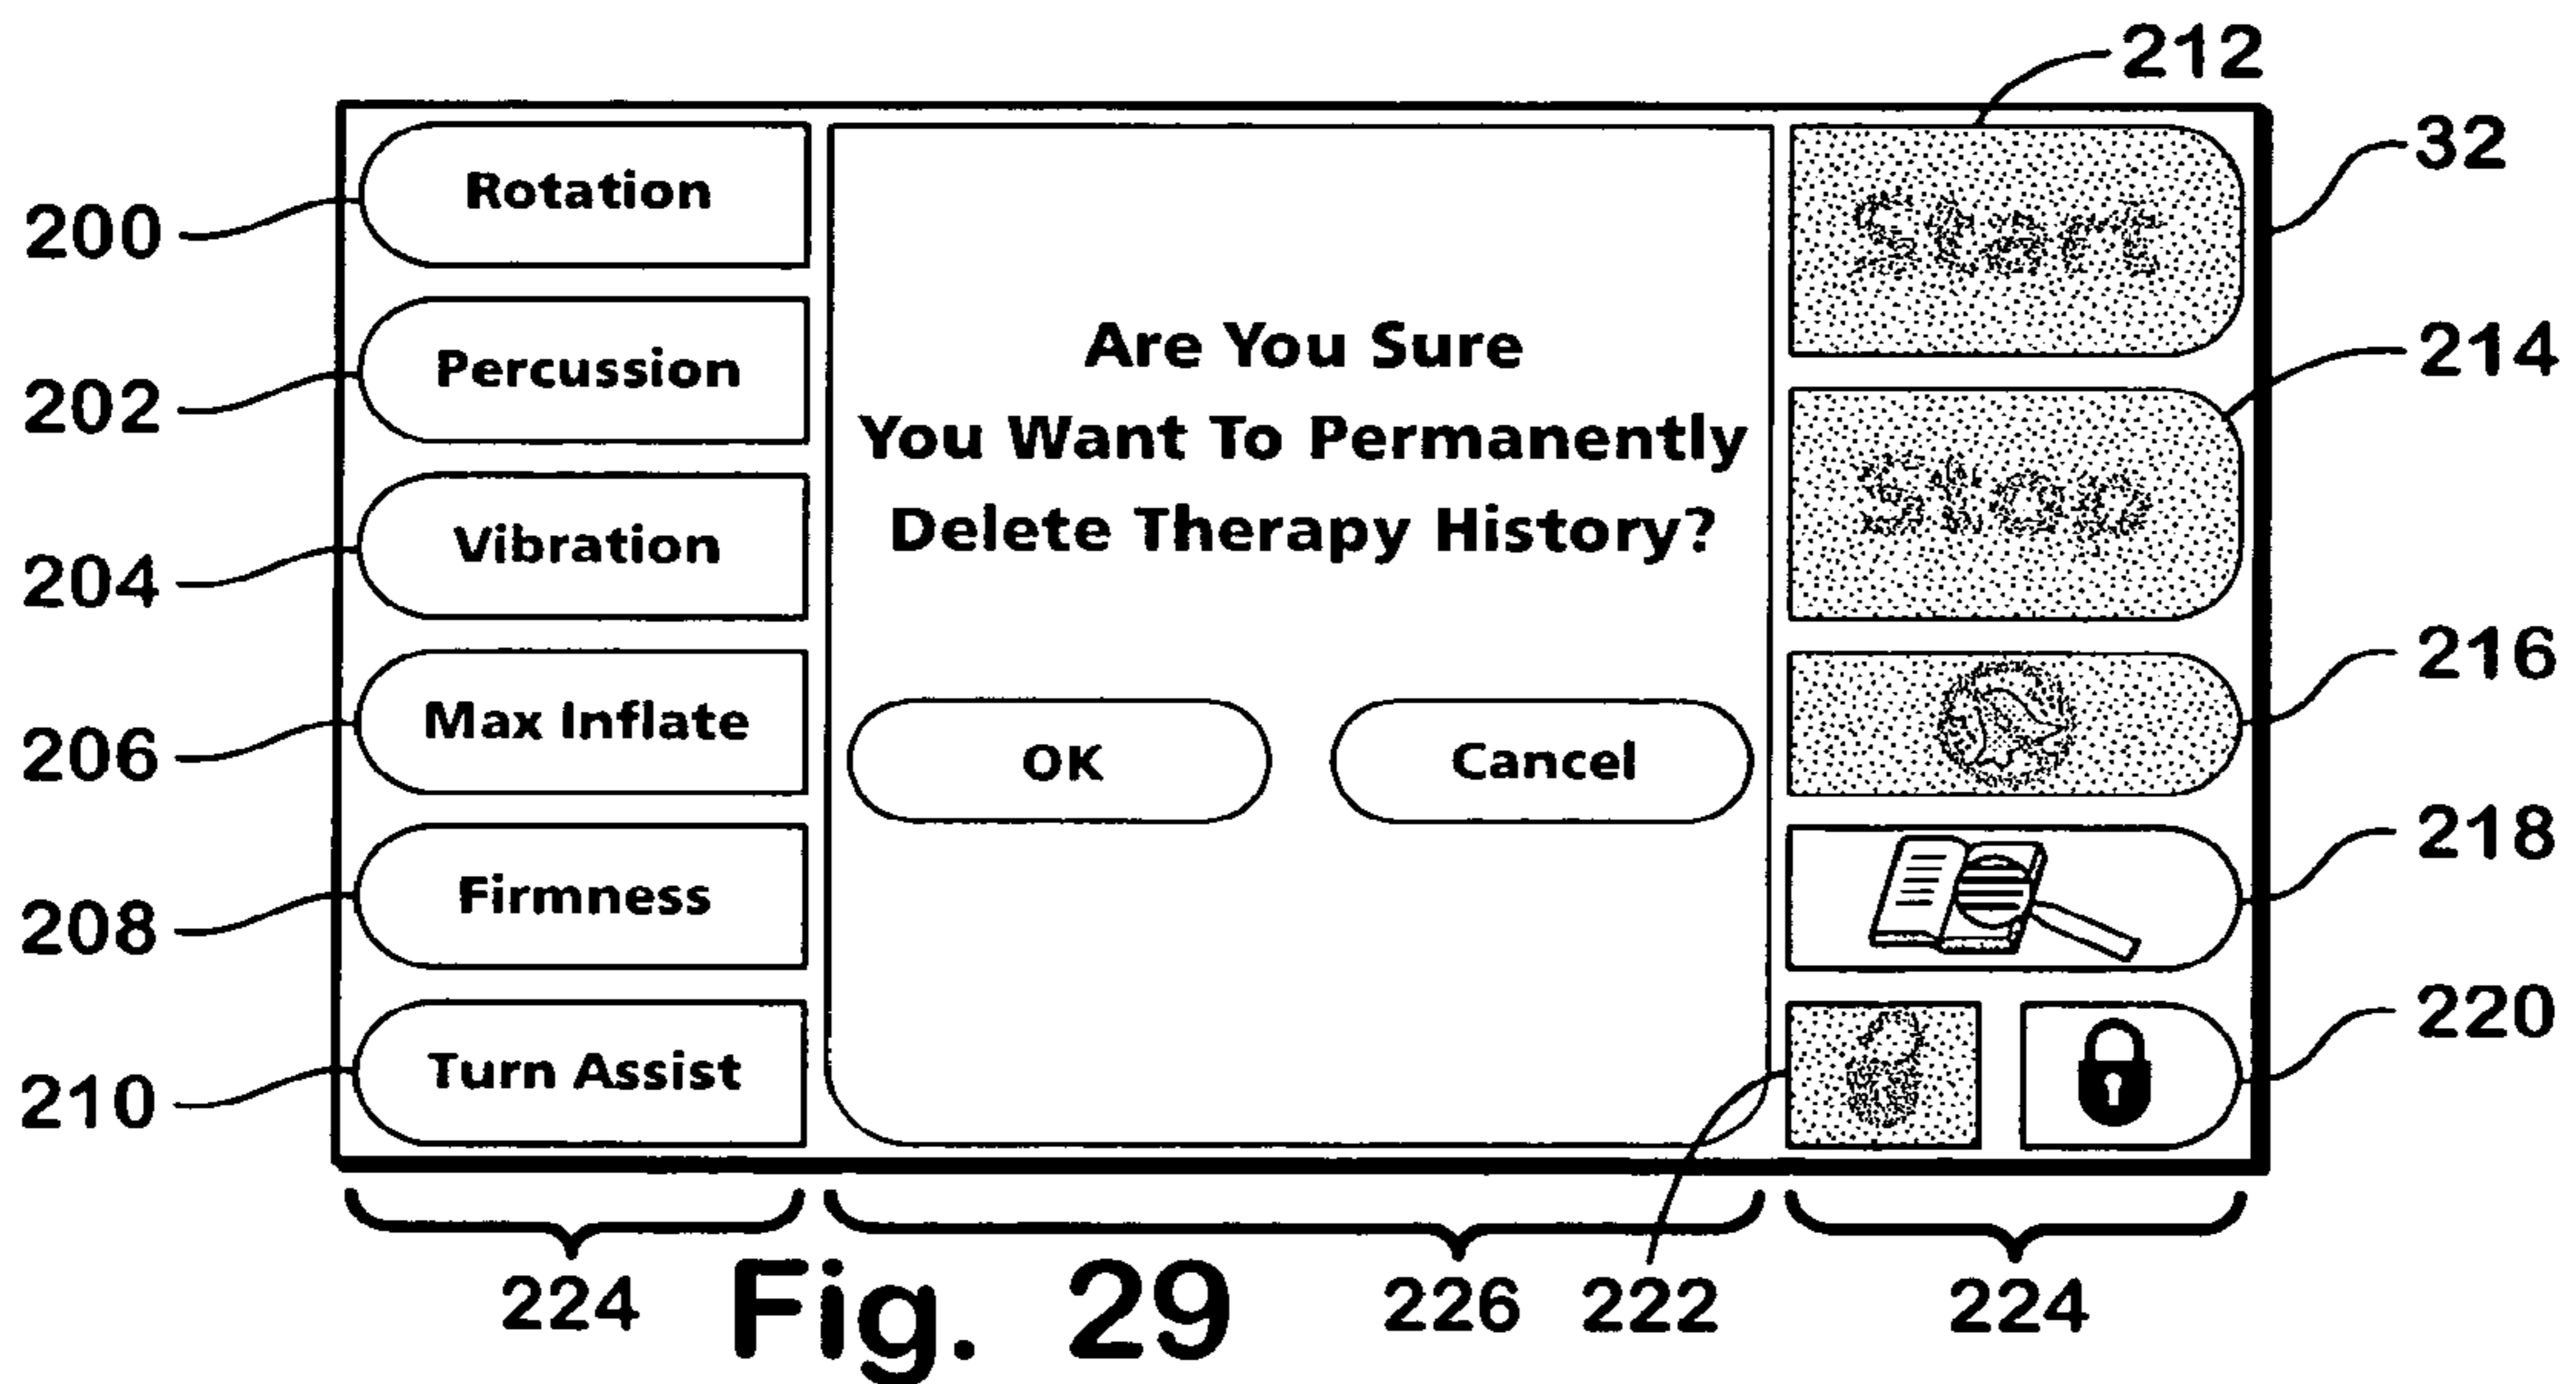 212
32
200
Rotation
Start
202
Percussion
Are You Sure
You Want To Permanently
Delete Therapy History?
214
Stop
204
Vibration
206
Max Inflate
OK
Cancel
216
208
Firmness
218
210
Turn Assist
220
224
226
222
224
Fig. 29